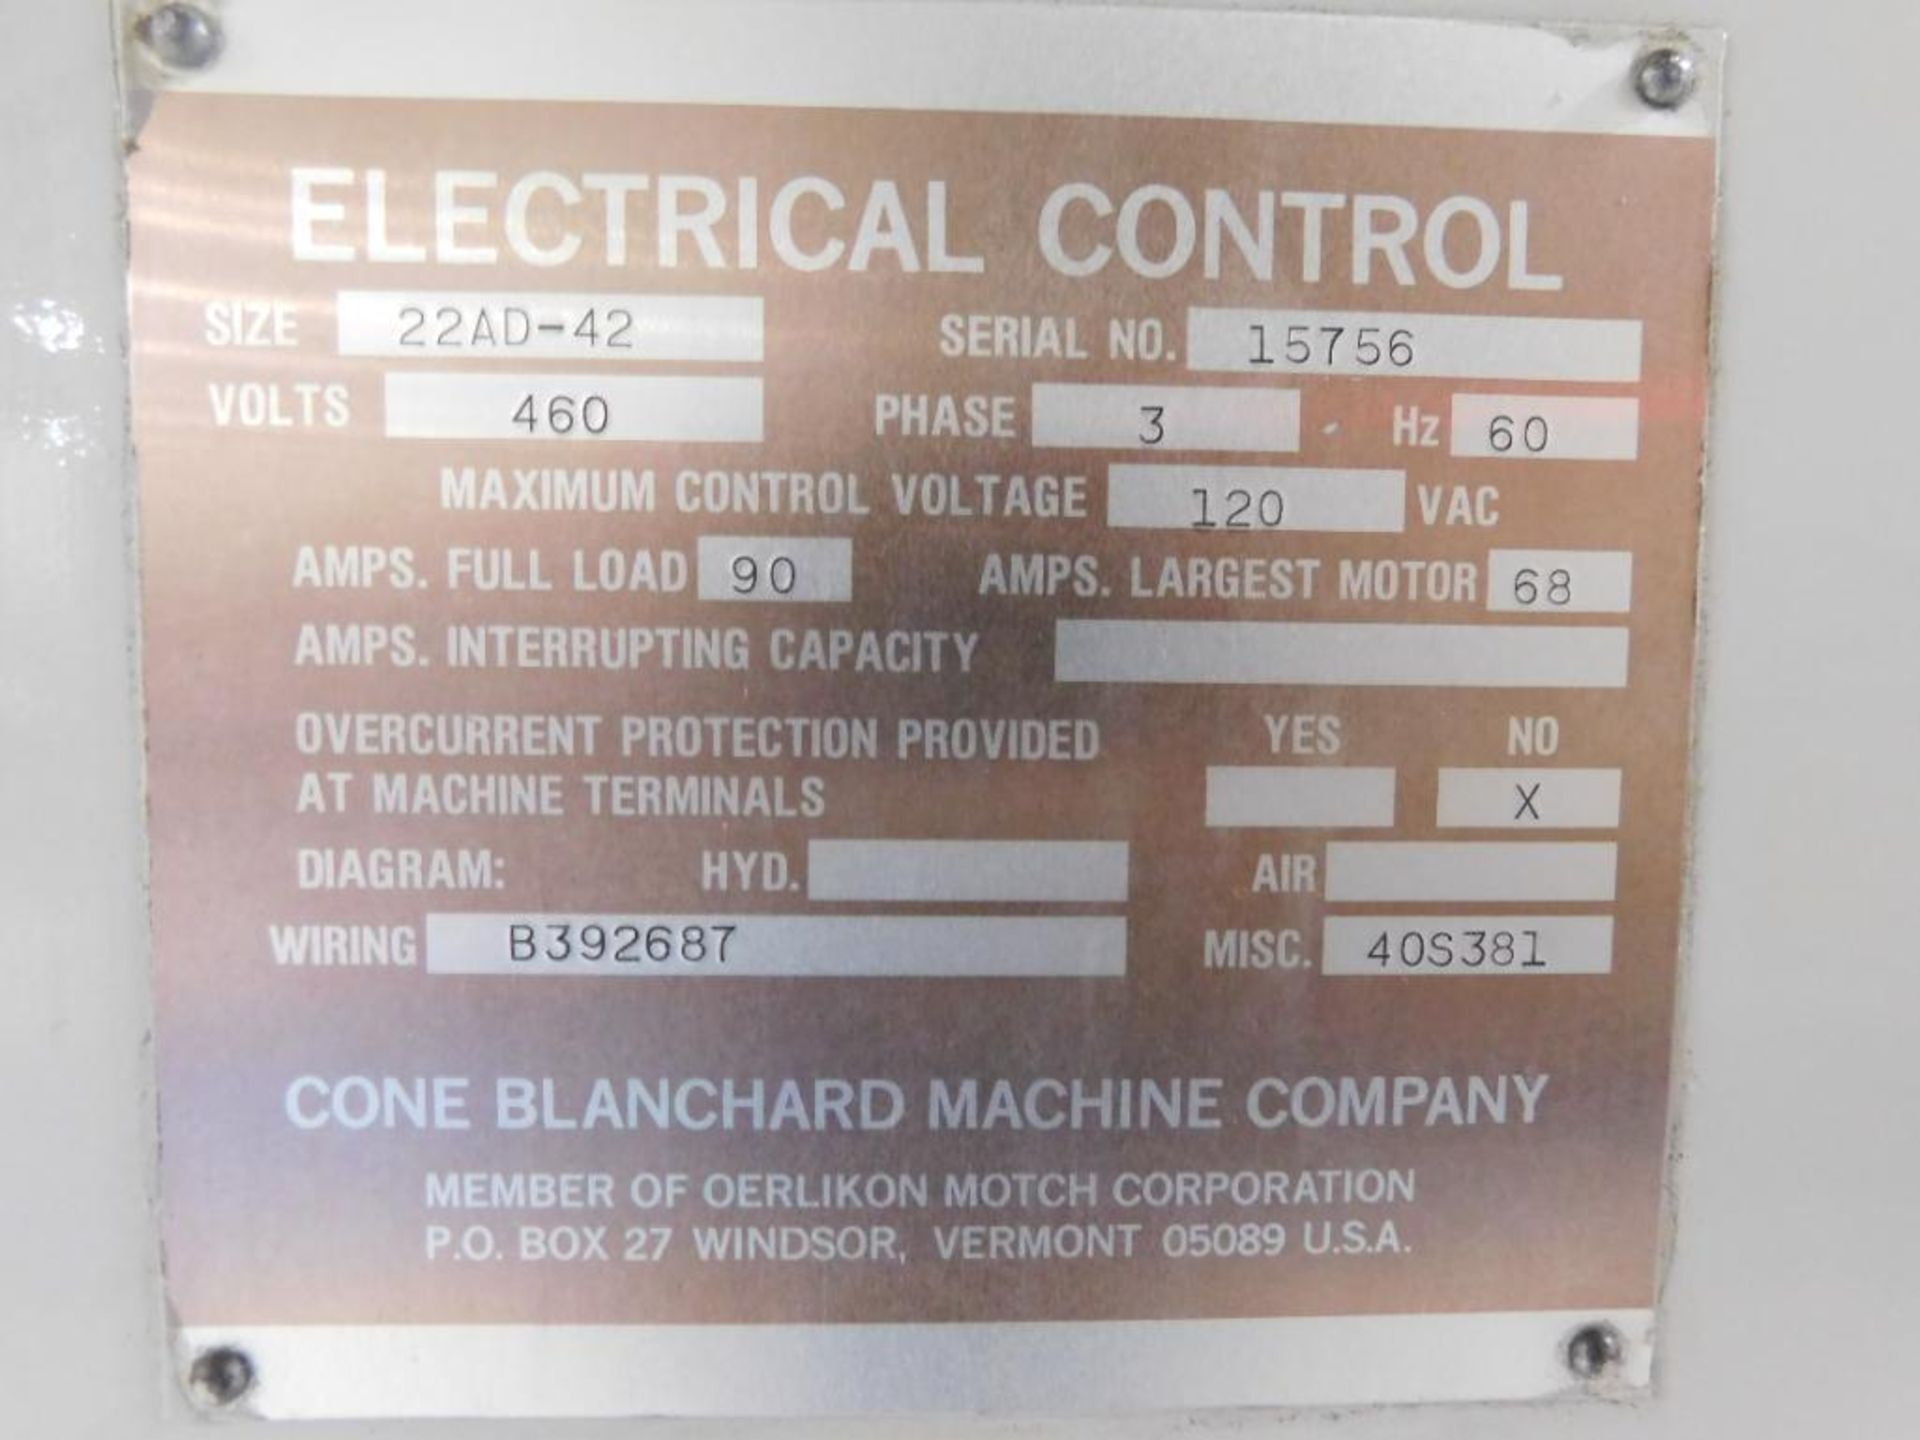 ELECTRICAL CONTROL
SIZE 22AD-42 SERIAL NO. 15756
VOLTS 460 PHASE 3 Hz 60
MAXIMUM CONTROL VOLTAGE 120 VAC
AMPS. FULL LOAD 90 AMPS. LARGEST MOTOR 68
AMPS. INTERRUPTING CAPACITY
OVERCURRENT PROTECTION PROVIDED YES NO
AT MACHINE TERMINALS X
DIAGRAM: HYD. AIR
WIRING B392687 MISC. 40S381
CONE BLANCHARD MACHINE COMPANY
MEMBER OF OERLIKON MOTCH CORPORATION
P.O. BOX 27 WINDSOR, VERMONT 05089 U.S.A.